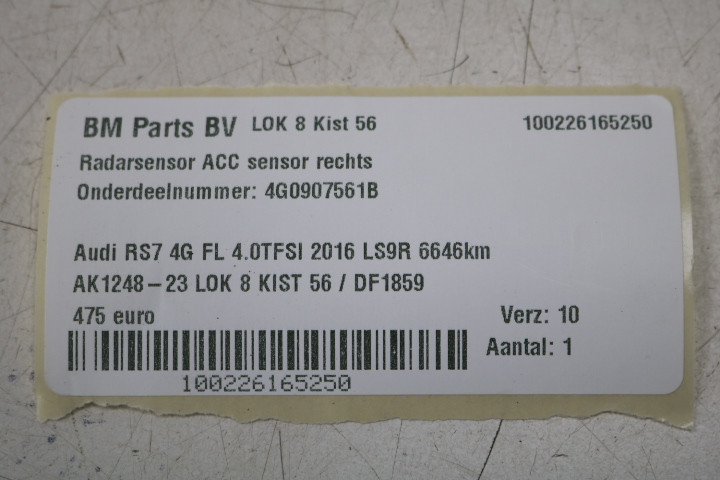 BM Parts BV LOK 8 Kist 56 100226165250
Radarsensor ACC sensor rechts
Onderdeelnummer: 4G0907561B
Audi RS7 4G FL 4.0TFSI 2016 LS9R 6646km
AK1248-23 LOK 8 KIST 56 / DF1859
475 euro Verz: 10
Aantal: 1
100226165250